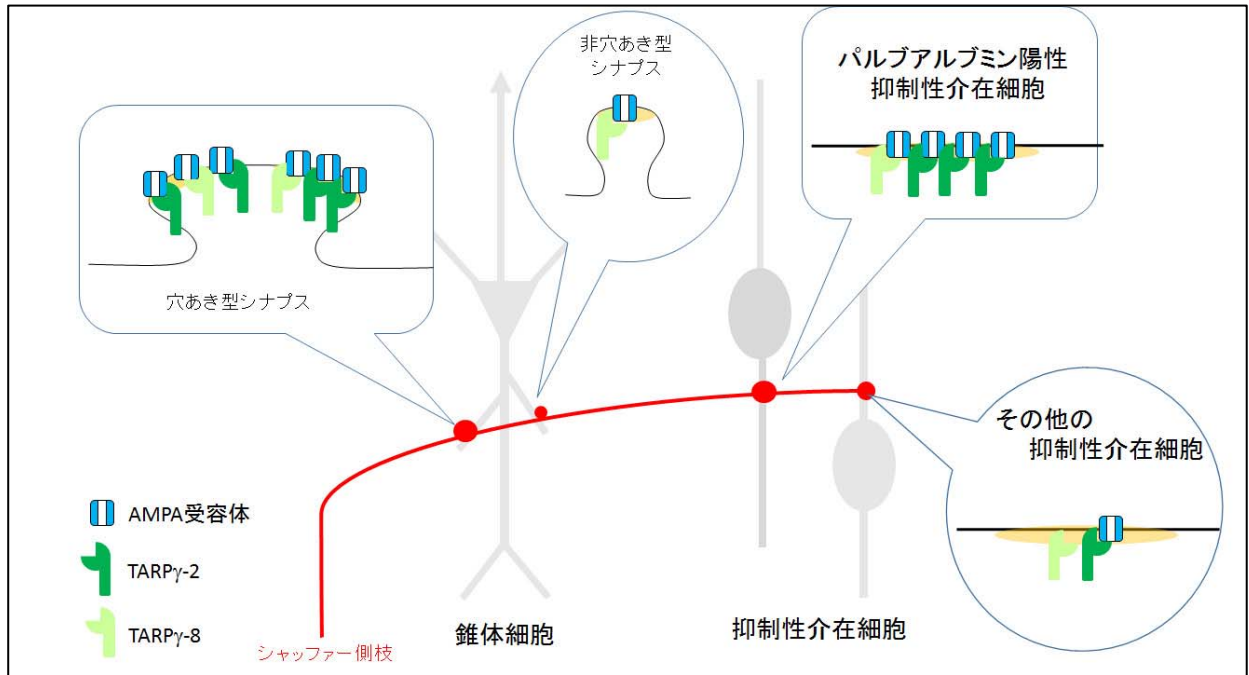 非穴あき型
シナプス
パルブアルブミン陽性
抑制性介在細胞
穴あき型シナプス
その他の
抑制性介在細胞
AMPA受容体
TARPγ-2
TARPγ-8
シャッファー側枝
錐体細胞
抑制性介在細胞